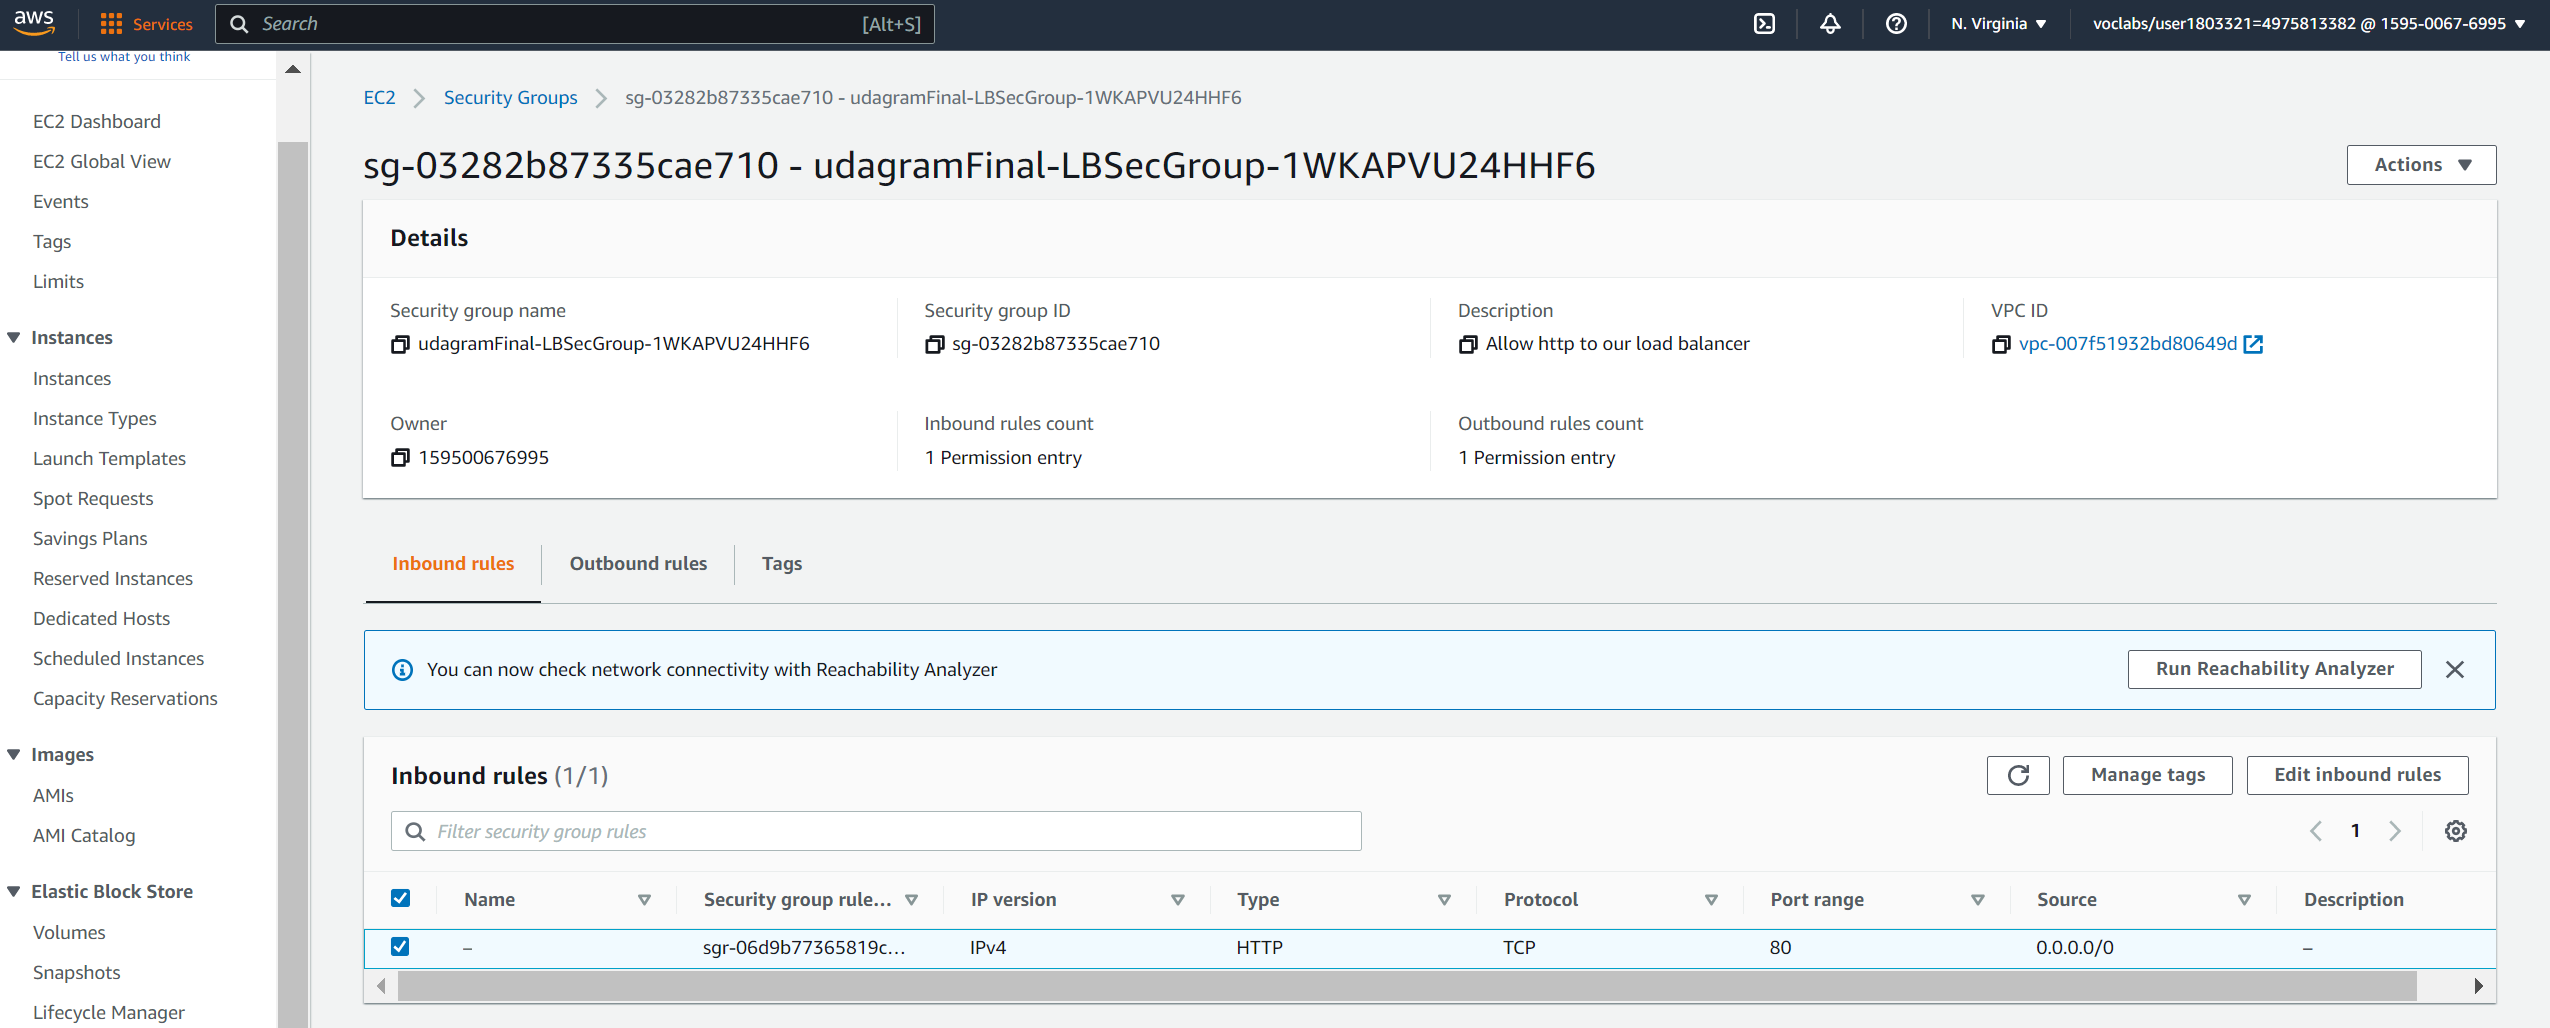 aws
Services
Search
[Alt+S]
N. Virginia
voclabs/user1803321=4975813382 @ 1595-0067-6995
Tell us what you think
EC2 Dashboard
EC2 Global View
Events
Tags
Limits
Instances
Instances
Instance Types
Launch Templates
Spot Requests
Savings Plans
Reserved Instances
Dedicated Hosts
Scheduled Instances
Capacity Reservations
Images
AMIs
AMI Catalog
Elastic Block Store
Volumes
Snapshots
Lifecycle Manager
EC2 > Security Groups > sg-03282b87335cae710 - udagramFinal-LBSecGroup-1WKAPVU24HHF6
sg-03282b87335cae710 - udagramFinal-LBSecGroup-1WKAPVU24HHF6
Actions
Details
Security group name
udagramFinal-LBSecGroup-1WKAPVU24HHF6
Security group ID
sg-03282b87335cae710
Description
Allow http to our load balancer
VPC ID
vpc-007f51932bd80649d
Owner
159500676995
Inbound rules count
1 Permission entry
Outbound rules count
1 Permission entry
Inbound rules Outbound rules Tags
You can now check network connectivity with Reachability Analyzer
Run Reachability Analyzer
Inbound rules (1/1)
Manage tags
Edit inbound rules
Filter security group rules
1
Name Security group rule... IP version Type Protocol Port range Source Description
– sgr-06d9b77365819c... IPv4 HTTP TCP 80 0.0.0.0/0 –